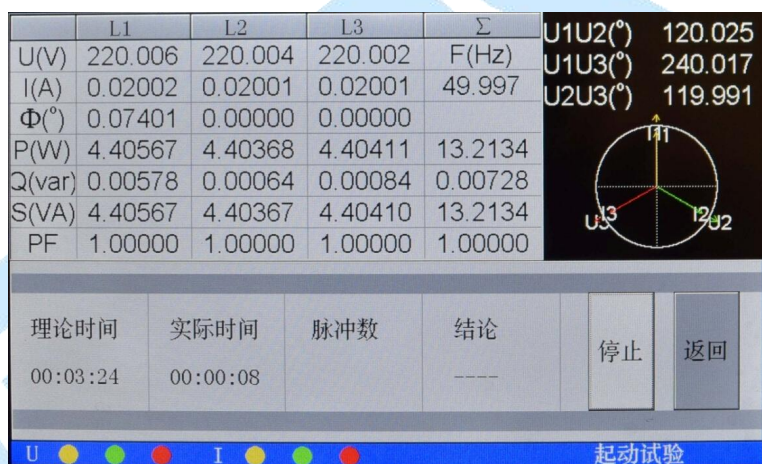 L1 L2 L3 Σ
U(V) 220.006 220.004 220.002 F(Hz)
I(A) 0.02002 0.02001 0.02001 49.997
Φ(°) 0.07401 0.00000 0.00000
P(W) 4.40567 4.40368 4.40411 13.2134
Q(var) 0.00578 0.00064 0.00084 0.00728
S(VA) 4.40567 4.40367 4.40410 13.2134
PF 1.00000 1.00000 1.00000 1.00000
U1U2(°) 120.025
U1U3(°) 240.017
U2U3(°) 119.991
U3 I3 I2 U2
理论时间 实际时间 脉冲数 结论
停止 返回
00:03:24 00:00:08 ----
U I 起动试验